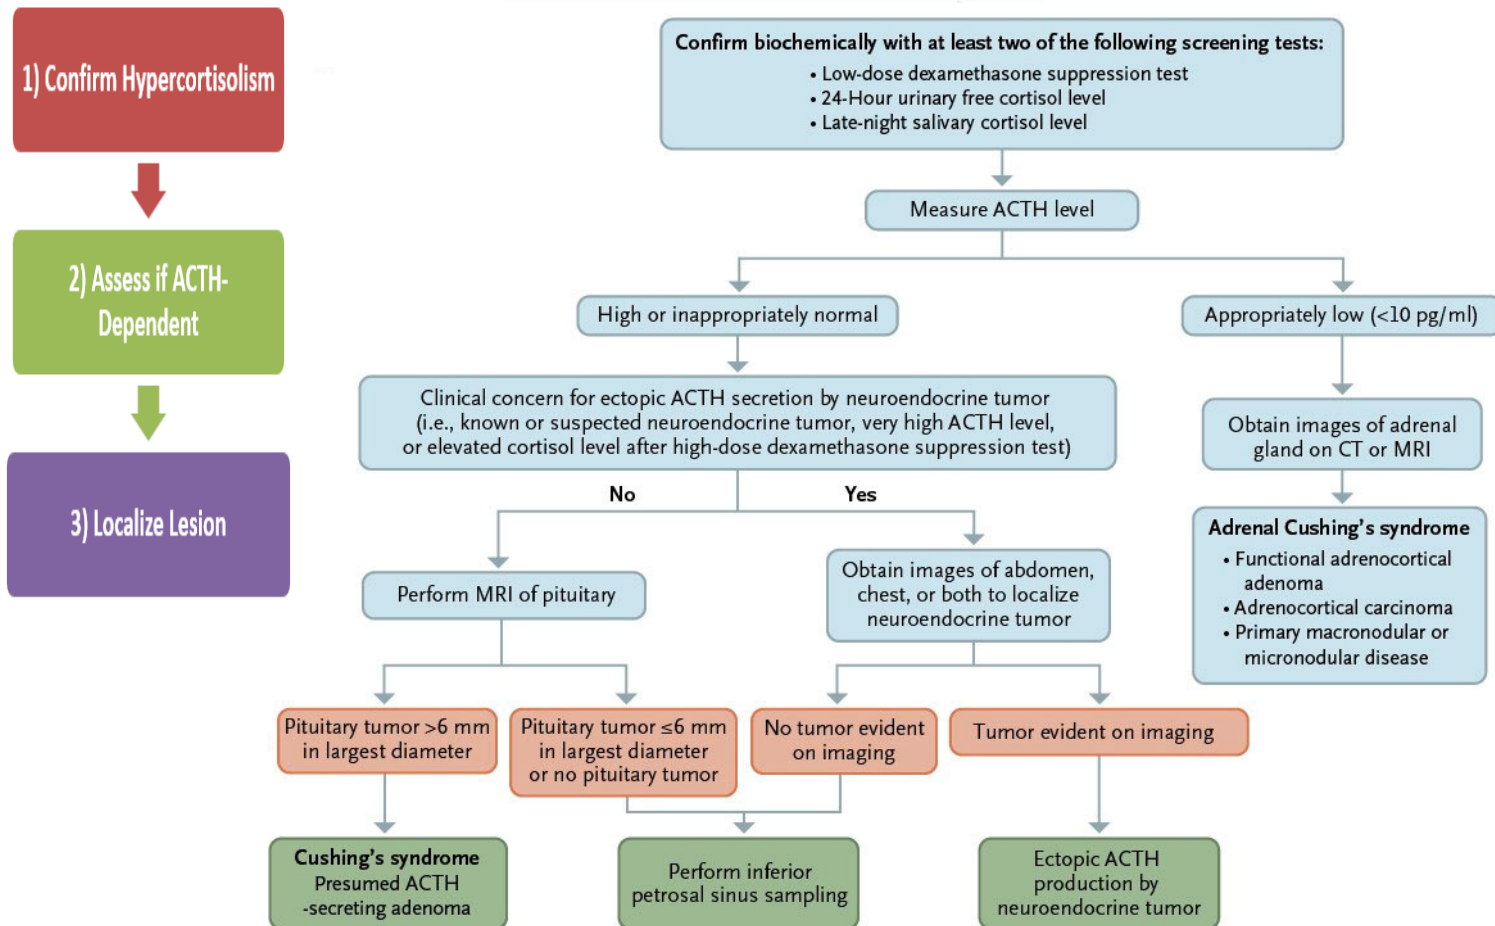 1) Confirm Hypercortisolism
2) Assess if ACTH-
Dependent
3) Localize Lesion
Confirm biochemically with at least two of the following screening tests:
• Low-dose dexamethasone suppression test
• 24-Hour urinary free cortisol level
• Late-night salivary cortisol level
Measure ACTH level
High or inappropriately normal
Appropriately low (<10 pg/ml)
Clinical concern for ectopic ACTH secretion by neuroendocrine tumor
(i.e., known or suspected neuroendocrine tumor, very high ACTH level,
or elevated cortisol level after high-dose dexamethasone suppression test)
Obtain images of adrenal
gland on CT or MRI
No
Yes
Adrenal Cushing's syndrome
• Functional adrenocortical
adenoma
• Adrenocortical carcinoma
• Primary macronodular or
micronodular disease
Perform MRI of pituitary
Obtain images of abdomen,
chest, or both to localize
neuroendocrine tumor
Pituitary tumor >6 mm
in largest diameter
Pituitary tumor ≤6 mm
in largest diameter
or no pituitary tumor
No tumor evident
on imaging
Tumor evident on imaging
Cushing's syndrome
Presumed ACTH
-secreting adenoma
Perform inferior
petrosal sinus sampling
Ectopic ACTH
production by
neuroendocrine tumor